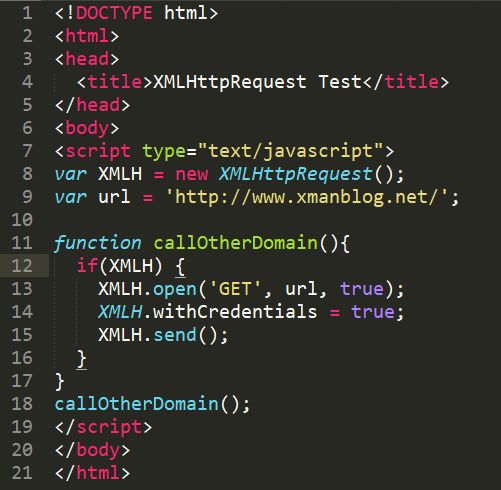 1 <!DOCTYPE html>
2 <html>
3 <head>
4   <title>XMLHttpRequest Test</title>
5 </head>
6 <body>
7 <script type="text/javascript">
8 var XMLH = new XMLHttpRequest();
9 var url = 'http://www.xmanblog.net/';
10
11 function callOtherDomain(){
12   if(XMLH) {
13     XMLH.open('GET', url, true);
14     XMLH.withCredentials = true;
15     XMLH.send();
16   }
17 }
18 callOtherDomain();
19 </script>
20 </body>
21 </html>